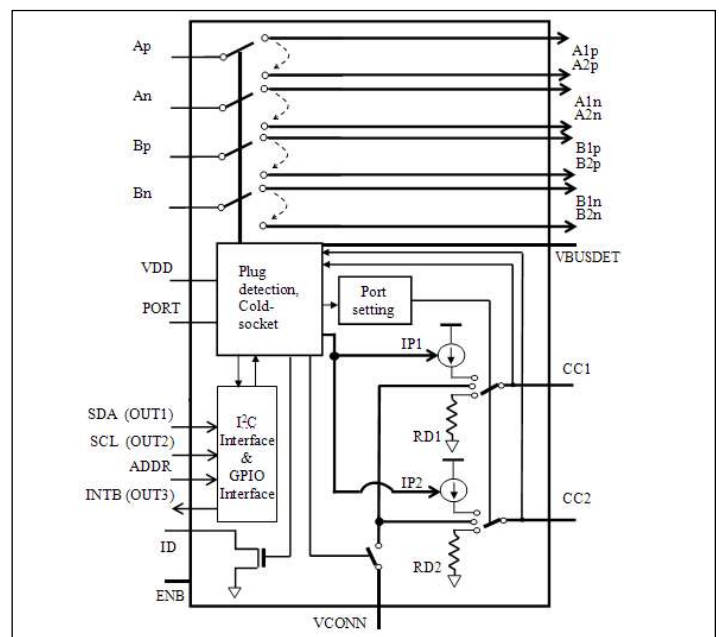 Ap
A1p
A2p
An
A1n
A2n
Bp
B1p
B2p
Bn
B1n
B2n
VBUSDET
VDD
Plug
detection,
Cold-
socket
Port
setting
PORT
IP1
CC1
RD1
SDA (OUT1)
SCL (OUT2)
ADDR
INTB (OUT3)
I²C
Interface
&
GPIO
Interface
IP2
CC2
RD2
ID
ENB
VCONN